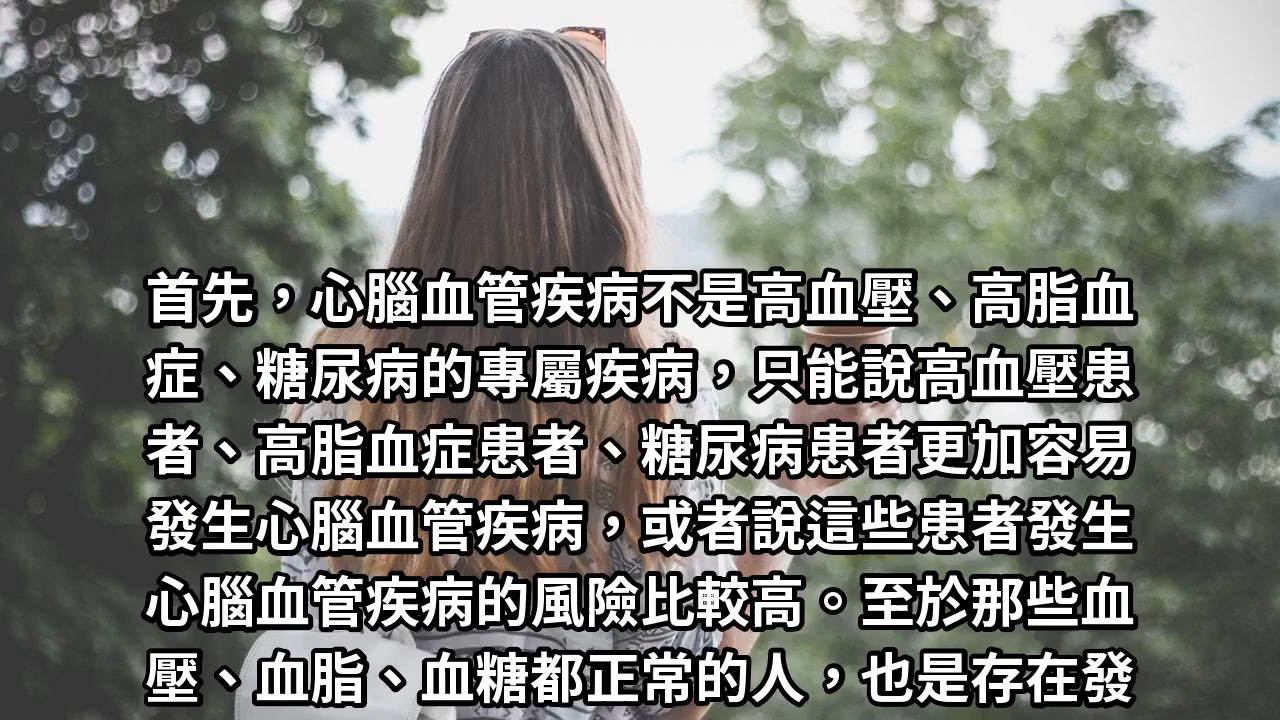 首先，心腦血管疾病不是高血壓、高脂血
症、糖尿病的專屬疾病，只能說高血壓患
者、高脂血症患者、糖尿病患者更加容易
發生心腦血管疾病，或者說這些患者發生
心腦血管疾病的風險比較高。至於那些血
壓、血脂、血糖都正常的人，也是存在發